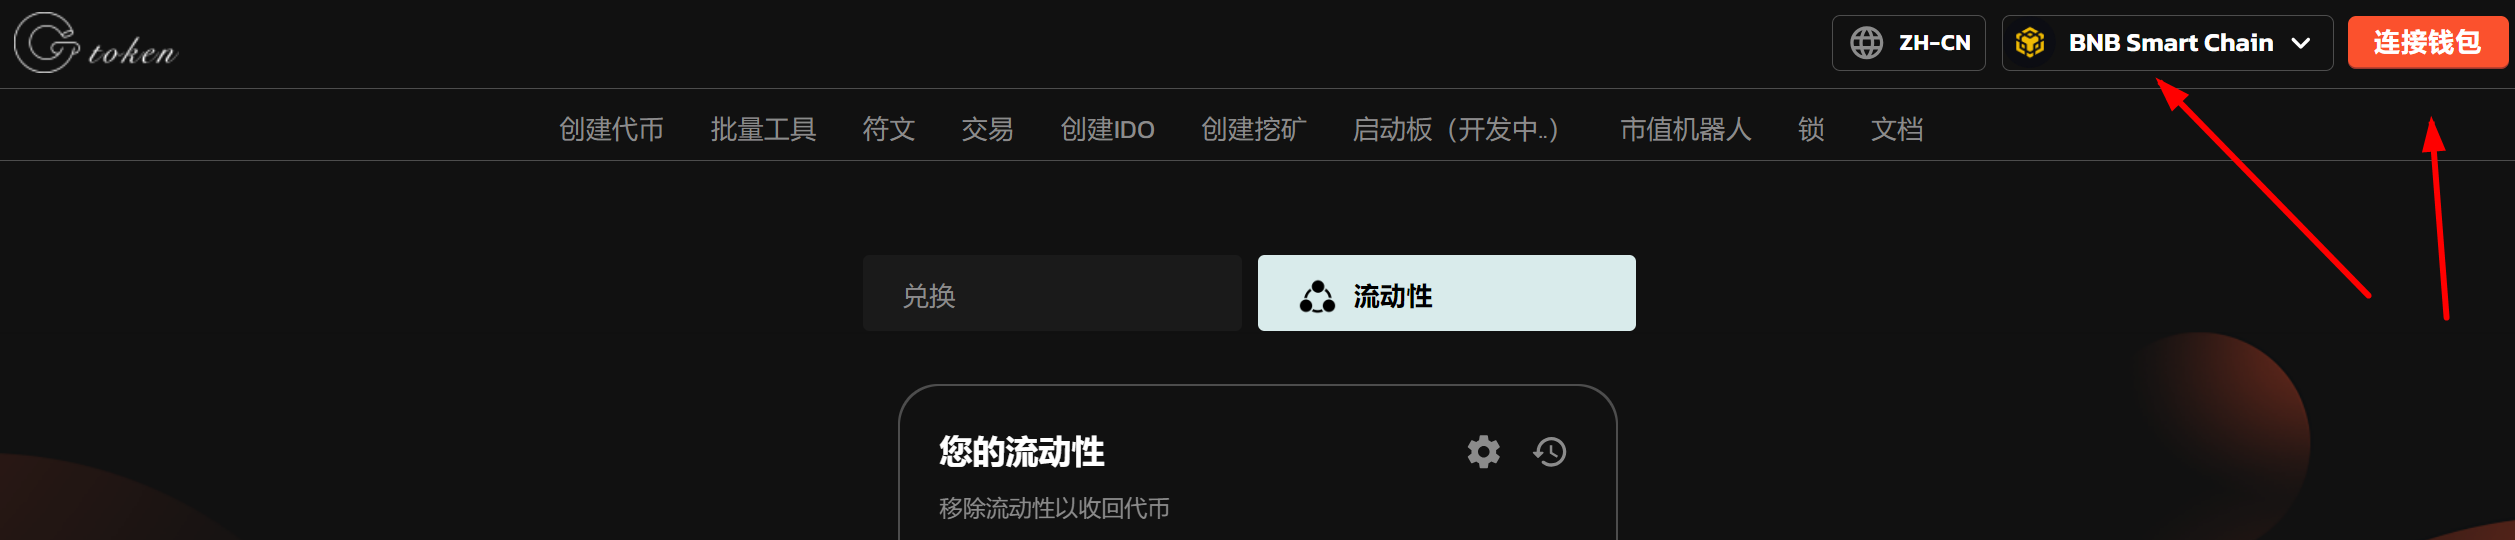 Gtoken ZH-CN BNB Smart Chain 连接钱包
创建代币 批量工具 符文 交易 创建IDO 创建挖矿 启动板（开发中..） 市值机器人 锁 文档
兑换 流动性
您的流动性
移除流动性以收回代币